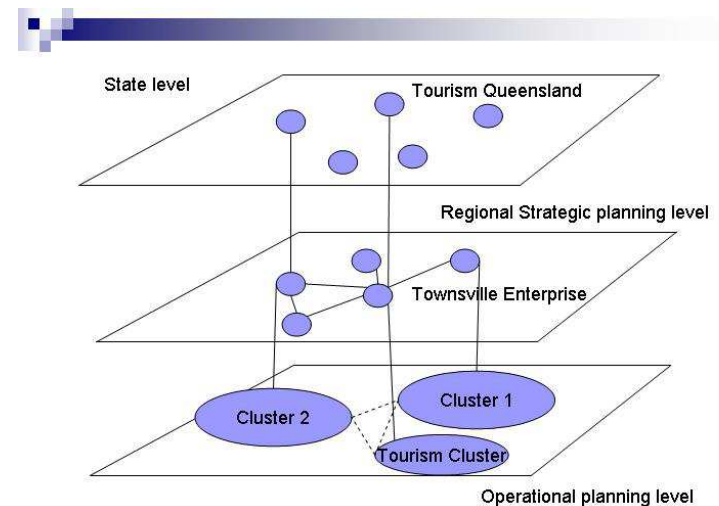 State level
Tourism Queensland
Regional Strategic planning level
Townsville Enterprise
Cluster 1
Cluster 2
Tourism Cluster
Operational planning level